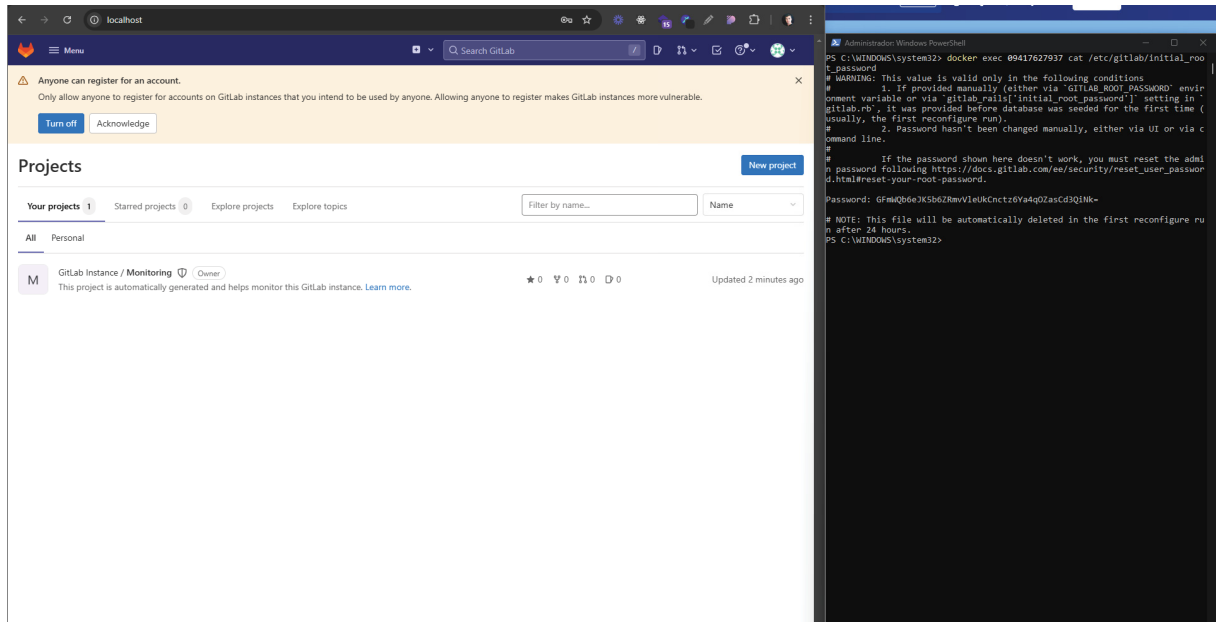 localhost
15
Menu
Search GitLab
/
Anyone can register for an account.
Only allow anyone to register for accounts on GitLab instances that you intend to be used by anyone. Allowing anyone to register makes GitLab instances more vulnerable.
Turn off
Acknowledge
Projects
New project
Your projects 1
Starred projects 0
Explore projects
Explore topics
Filter by name...
Name
All
Personal
M
GitLab Instance / Monitoring
Owner
This project is automatically generated and helps monitor this GitLab instance. Learn more.
0 0 0 0
Updated 2 minutes ago
Administrador: Windows PowerShell
PS C:\WINDOWS\system32> docker exec 09417627937 cat /etc/gitlab/initial_roo
t_password
# WARNING: This value is valid only in the following conditions
# 1. If provided manually (either via `GITLAB_ROOT_PASSWORD` envir
onment variable or via `gitlab_rails['initial_root_password']` setting in `
gitlab.rb`, it was provided before database was seeded for the first time (
usually, the first reconfigure run).
# 2. Password hasn't been changed manually, either via UI or via c
ommand line.
#
# If the password shown here doesn't work, you must reset the admi
n password following https://docs.gitlab.com/ee/security/reset_user_passwor
d.html#reset-your-root-password.
Password: GFmWQb6eJK5b6ZRmvVleUkCnctz6Ya4qOZasCd3QiNk=
# NOTE: This file will be automatically deleted in the first reconfigure ru
n after 24 hours.
PS C:\WINDOWS\system32>